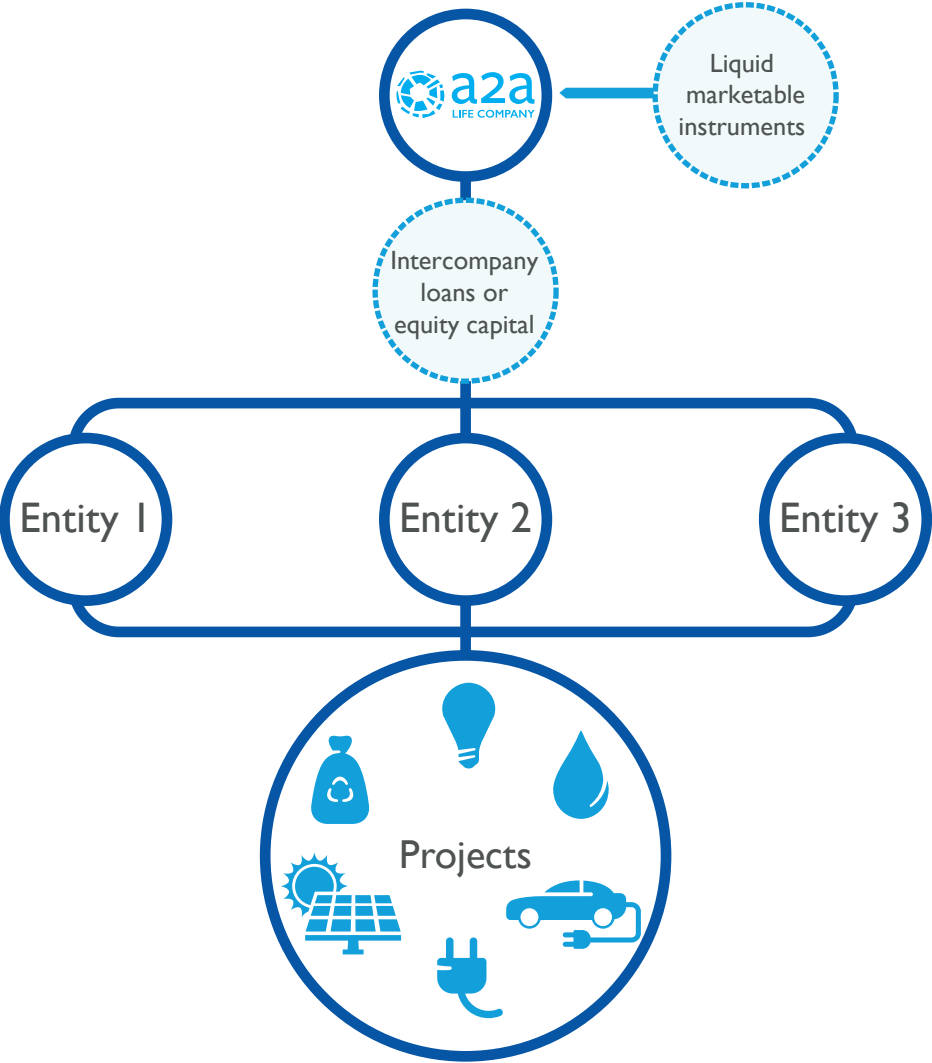 a2a
LIFE COMPANY
Liquid
marketable
instruments
Intercompany
loans or
equity capital
Entity 1
Entity 2
Entity 3
Projects